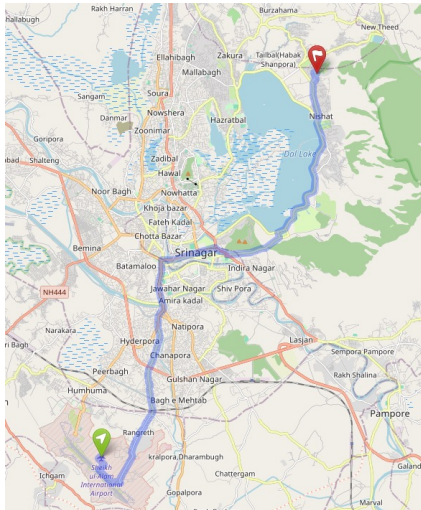 Rakh Harran
Burzahama
hallabugh
New Theed
Ellahibagh
Zakura
Tailbal(Habak
Shanpora)
Mallabagh
Sangam
Soura
Nowshera
Hazratbal
Nishat
Danmar
Zoonimar
Goripora
Dal Lake
Zadibal
Shalteng
Hawal
Noor Bagh
Nowhatta
Khoja bazar
Fateh Kadal
Chotta Bazar
Bemina
Srinagar
Batamaloo
Indira Nagar
Jawahar Nagar
Shiv Pora
NH444
Amira kadal
Natipora
Narakara
Lasjan
Hyderpora
ri Bagh
Chanapora
Sempora Pampore
Peerbagh
Gulshan Nagar
Rakh Shalina
Humhuma
Bagh e Mehtab
Pampore
Rangreth
kralpora
Dharambugh
Sheikh
ul-Alam
International
Airport
Galand
Ichgam
Chattergam
Gopalpora
Marval